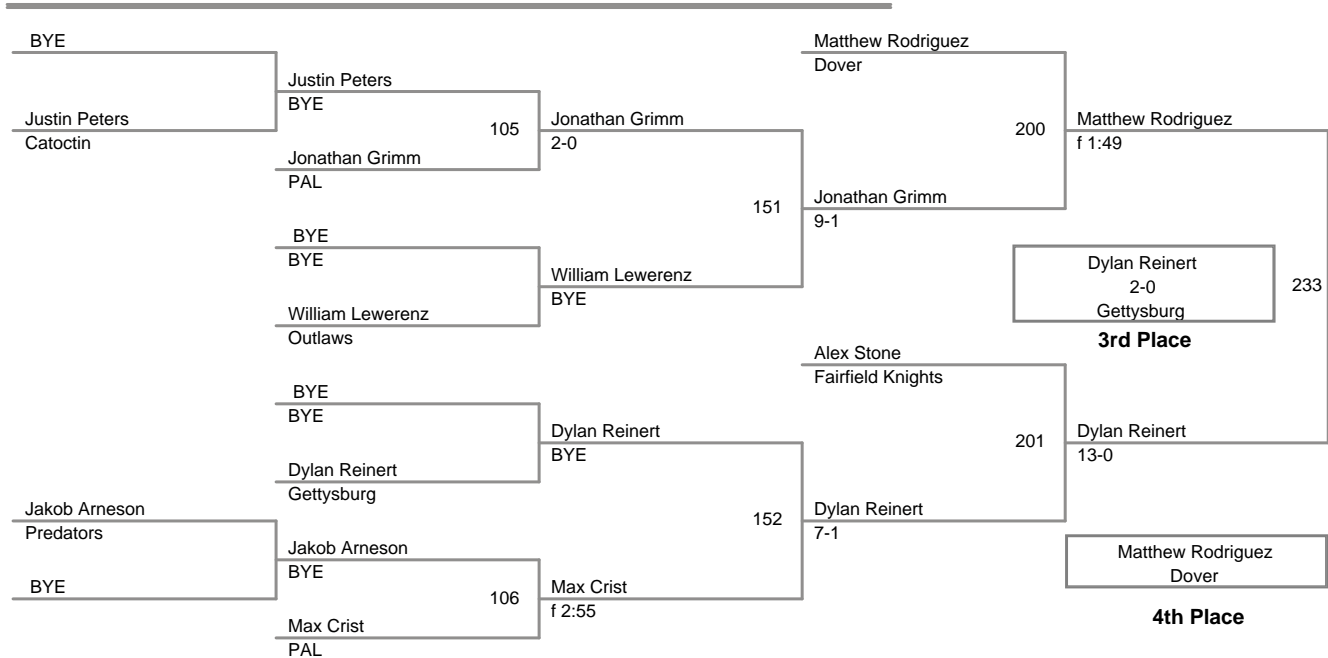 BYE
Justin Peters
Catoctin
Justin Peters
BYE
105
Jonathan Grimm
PAL
Jonathan Grimm
2-0
BYE
BYE
William Lewerenz
Outlaws
William Lewerenz
BYE
151
Matthew Rodriguez
Dover
Jonathan Grimm
9-1
200
Matthew Rodriguez
f 1:49
Dylan Reinert
2-0
Gettysburg
3rd Place
233
BYE
BYE
Dylan Reinert
Gettysburg
Dylan Reinert
BYE
Jakob Arneson
Predators
BYE
Jakob Arneson
BYE
106
Max Crist
PAL
Max Crist
f 2:55
152
Alex Stone
Fairfield Knights
Dylan Reinert
7-1
201
Dylan Reinert
13-0
Matthew Rodriguez
Dover
4th Place